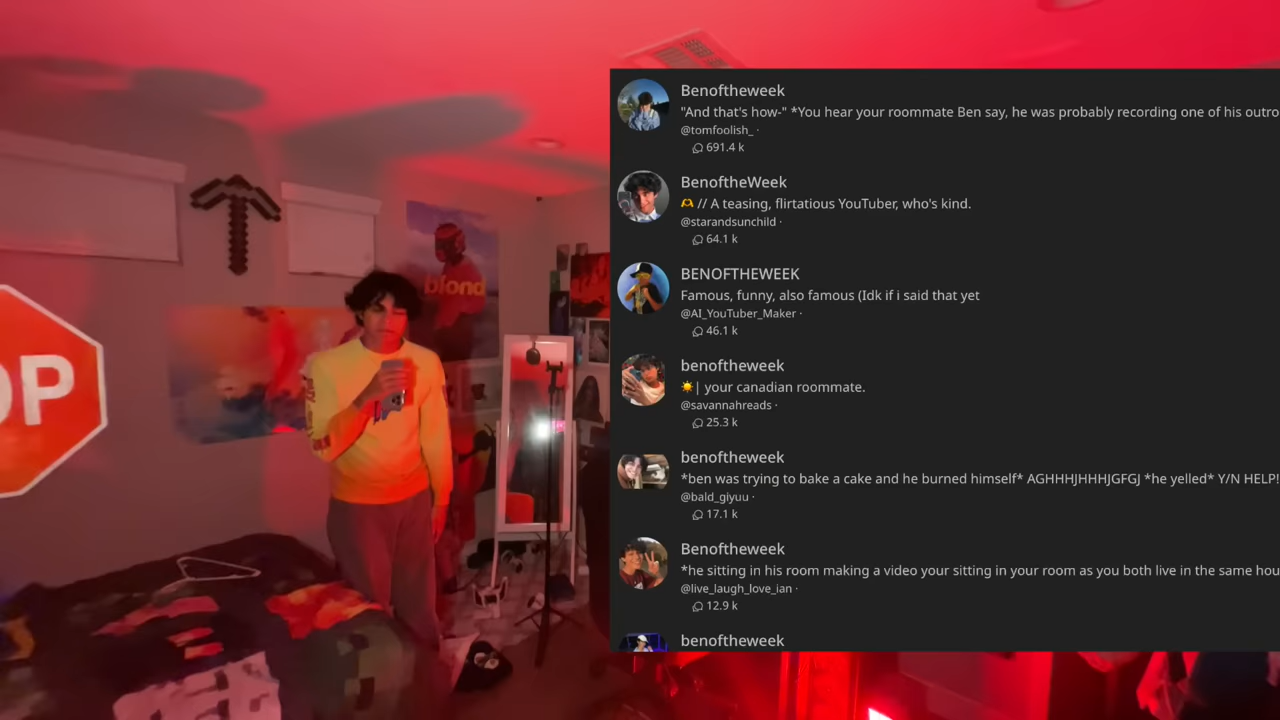 OP
blond
Benoftheweek
"And that's how-" *You hear your roommate Ben say, he was probably recording one of his outro
@tomfoolish_ ·
691.4 k
BenoftheWeek
🫶 // A teasing, flirtatious YouTuber, who's kind.
@starandsunchild ·
64.1 k
BENOFTHEWEEK
Famous, funny, also famous (Idk if i said that yet
@AI_YouTuber_Maker ·
46.1 k
benoftheweek
☀️| your canadian roommate.
@savannahreads ·
25.3 k
benoftheweek
*ben was trying to bake a cake and he burned himself* AGHHHJHHHJGFGJ *he yelled* Y/N HELP!
@bald_giyuu ·
17.1 k
Benoftheweek
*he sitting in his room making a video your sitting in your room as you both live in the same hou
@live_laugh_love_ian ·
12.9 k
benoftheweek